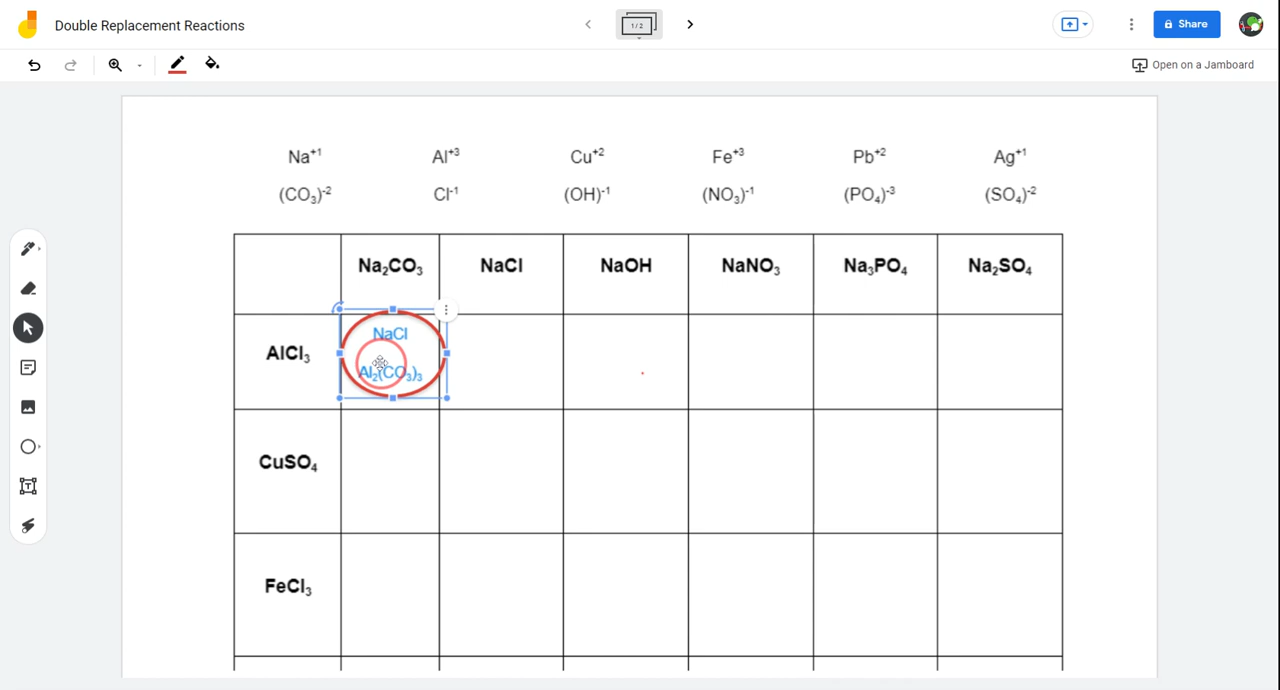 Double Replacement Reactions
1 / 2
Share
Open on a Jamboard
Na⁺¹ Al⁺³ Cu⁺² Fe⁺³ Pb⁺² Ag⁺¹
(CO₃)⁻² Cl⁻¹ (OH)⁻¹ (NO₃)⁻¹ (PO₄)⁻³ (SO₄)⁻²
Na₂CO₃ NaCl NaOH NaNO₃ Na₃PO₄ Na₂SO₄
NaCl
AlCl₃
Al₂(CO₃)₃
CuSO₄
FeCl₃
T